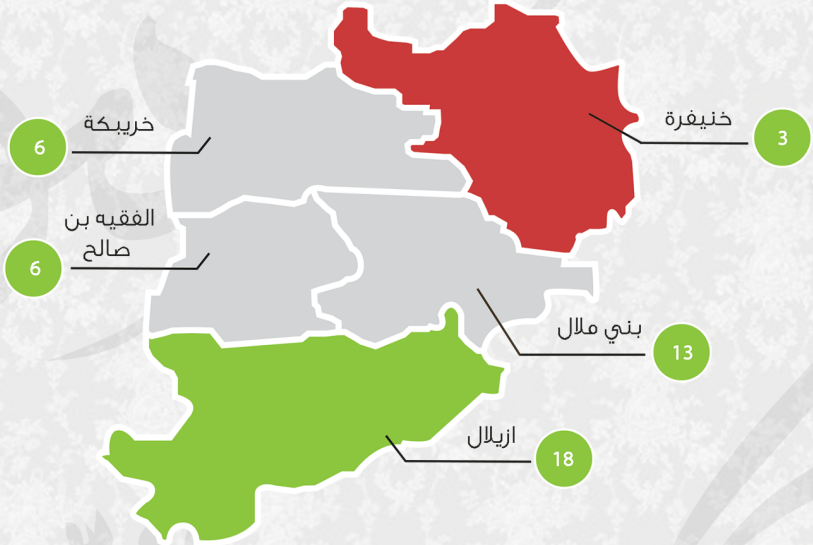 خنيفرة
3
خريبكة
6
الفقيه بن
صالح
6
بني ملال
13
ازيلال
18